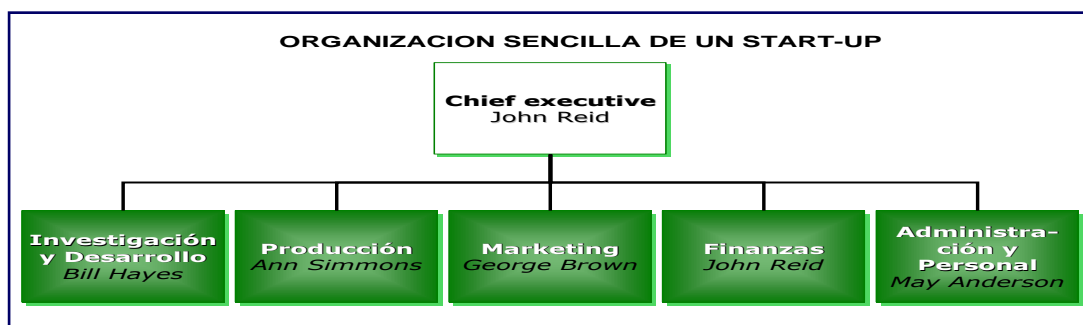 ORGANIZACION SENCILLA DE UN START-UP
Chief executive
John Reid
Investigación
y Desarrollo
Bill Hayes
Producción
Ann Simmons
Marketing
George Brown
Finanzas
John Reid
Administra-
ción y
Personal
May Anderson